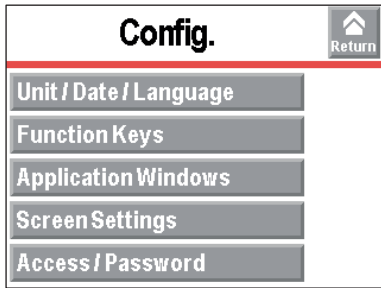 Config.
Return
Unit / Date / Language
Function Keys
Application Windows
Screen Settings
Access / Password